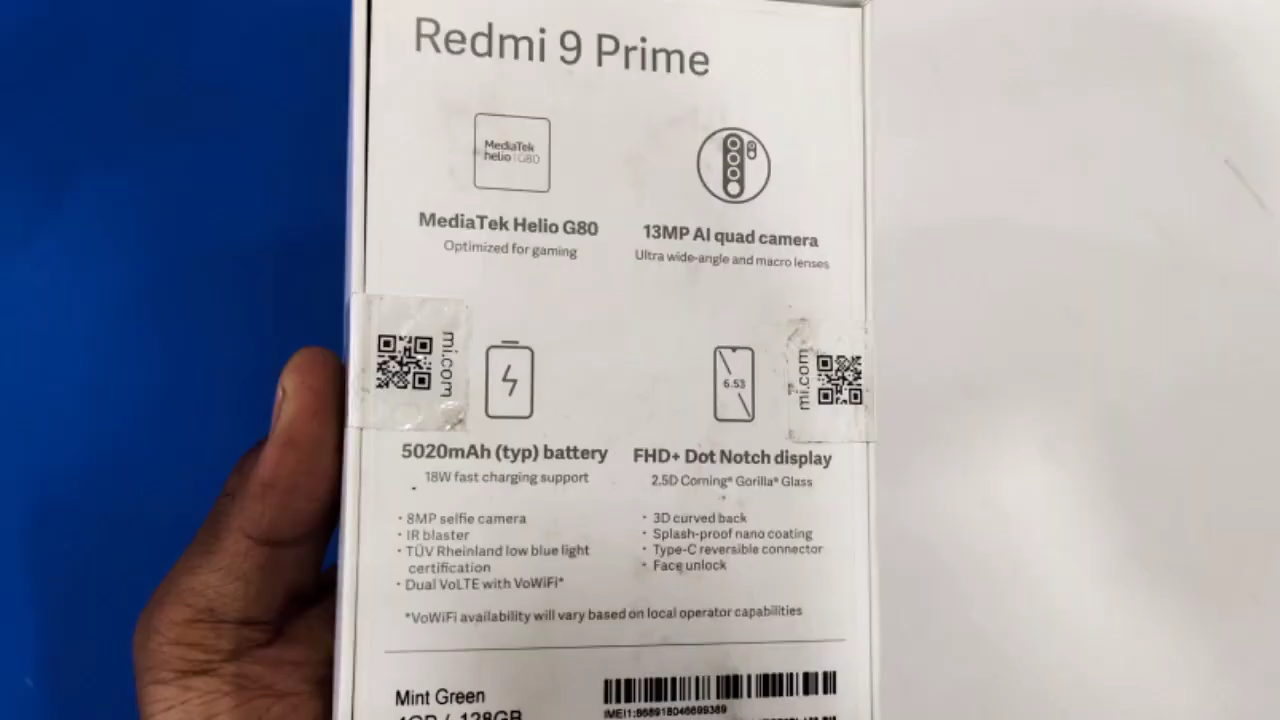 Redmi 9 Prime
MediaTek
helio G80
MediaTek Helio G80
Optimized for gaming
13MP AI quad camera
Ultra wide-angle and macro lenses
mi.com
mi.com
6.53
5020mAh (typ) battery
18W fast charging support
FHD+ Dot Notch display
2.5D Corning® Gorilla® Glass
• 8MP selfie camera
• IR blaster
• TÜV Rheinland low blue light
certification
• Dual VoLTE with VoWiFi*
• 3D curved back
• Splash-proof nano coating
• Type-C reversible connector
• Face unlock
*VoWiFi availability will vary based on local operator capabilities
Mint Green
4GB + 128GB
IMEI1:868918046699389